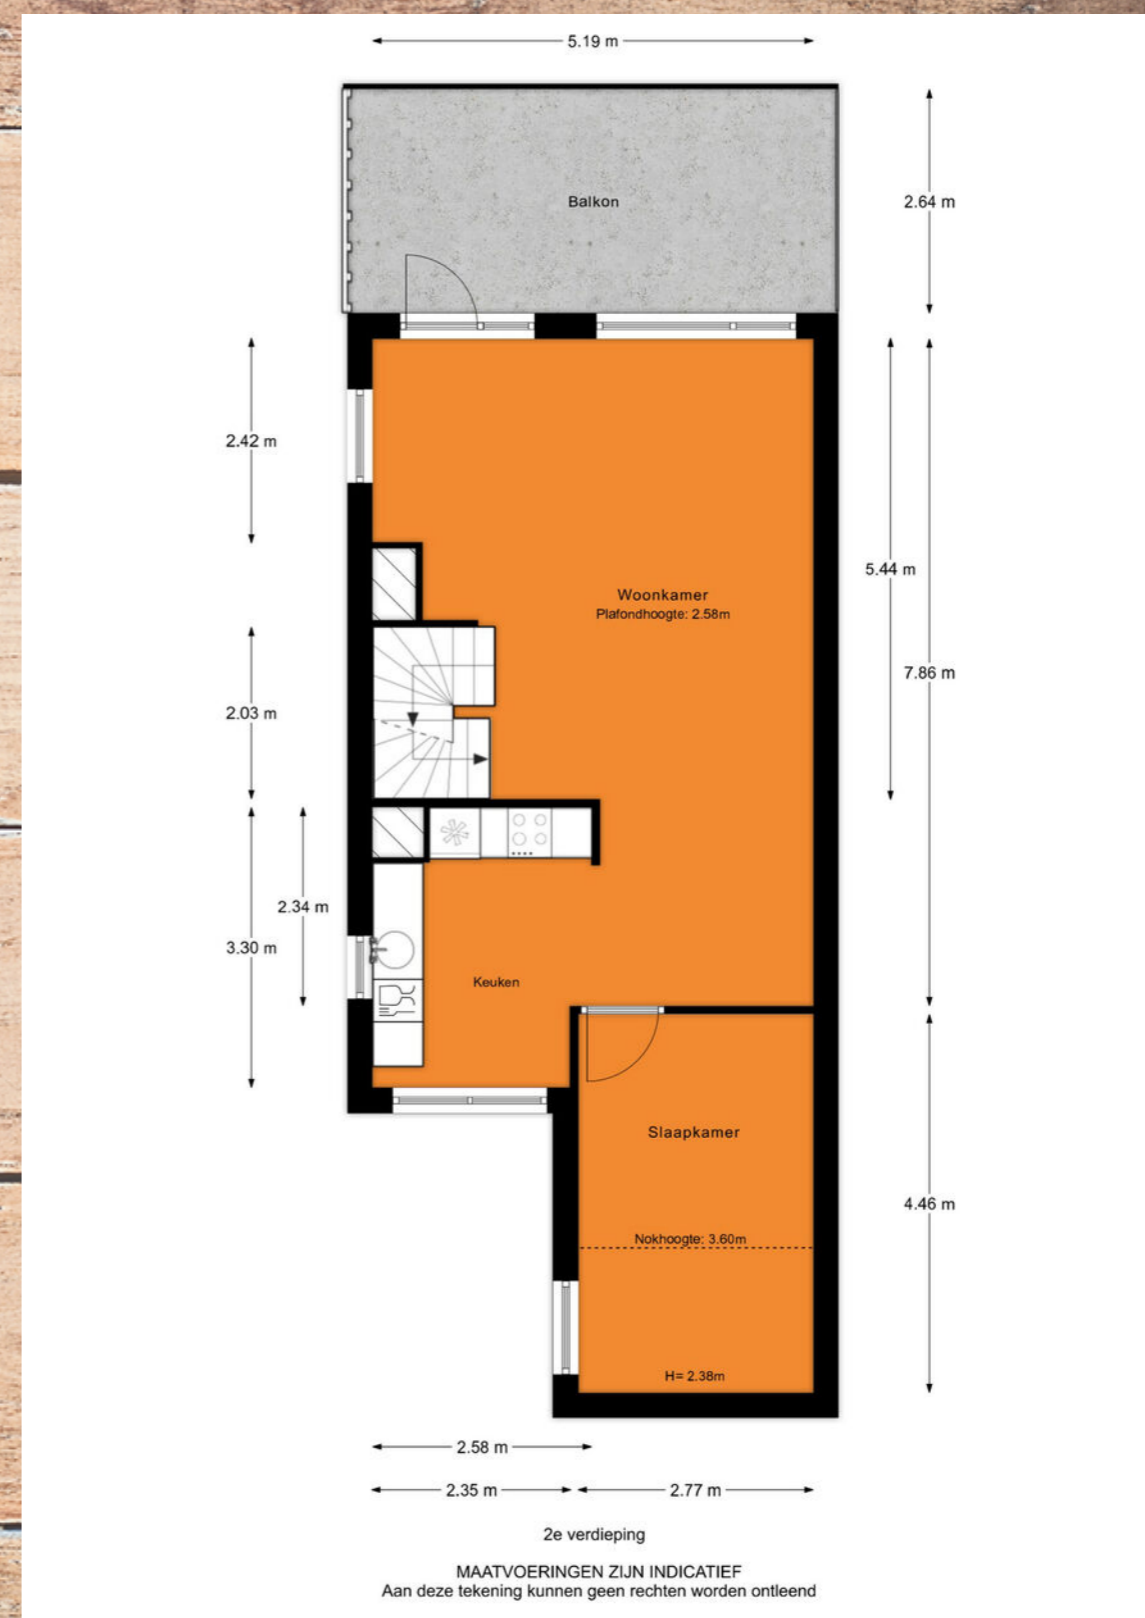 5.19 m
Balkon
2.64 m
2.42 m
5.44 m
Woonkamer
Plafondhoogte: 2.58m
7.86 m
2.03 m
2.34 m
3.30 m
Keuken
Slaapkamer
4.46 m
Nokhoogte: 3.60m
H= 2.38m
2.58 m
2.35 m
2.77 m
2e verdieping
MAATVOERINGEN ZIJN INDICATIEF
Aan deze tekening kunnen geen rechten worden ontleend